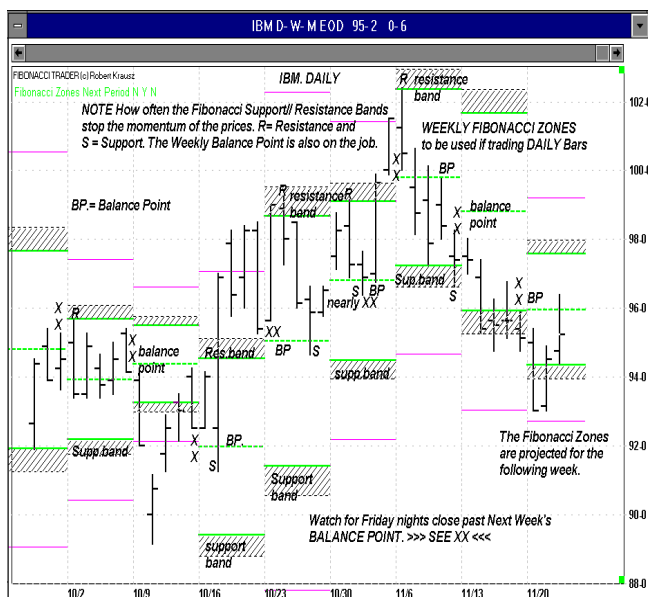 IBM D-W-M EOD 95-2 0-6
FIBONACCI TRADER (c) Robert Krausz
IBM. DAILY
Fibonacci Zones Next Period N Y N
R resistance
band
NOTE How often the Fibonacci Support// Resistance Bands
stop the momentum of the prices. R= Resistance and
S = Support. The Weekly Balance Point is also on the job.
WEEKLY FIBONACCI ZONES
to be used if trading DAILY Bars
BP.= Balance Point
R
resistance
band
R
X
X
BP
X
X
balance
point
X
X
R
X
X
balance
point
Res.band
XX
BP
S
nearly XX
S
BP
Sup.band
S
X
X
BP
supp.band
Supp.band
X
X
S
BP.
Support
band
support
band
The Fibonacci Zones
are projected for the
following week.
Watch for Friday nights close past Next Week's
BALANCE POINT. >>> SEE XX <<<
102.0
100.0
98.0
96.0
94.0
92.0
90.0
88.0
10/2 10/9 10/16 10/23 10/30 11/6 11/13 11/20